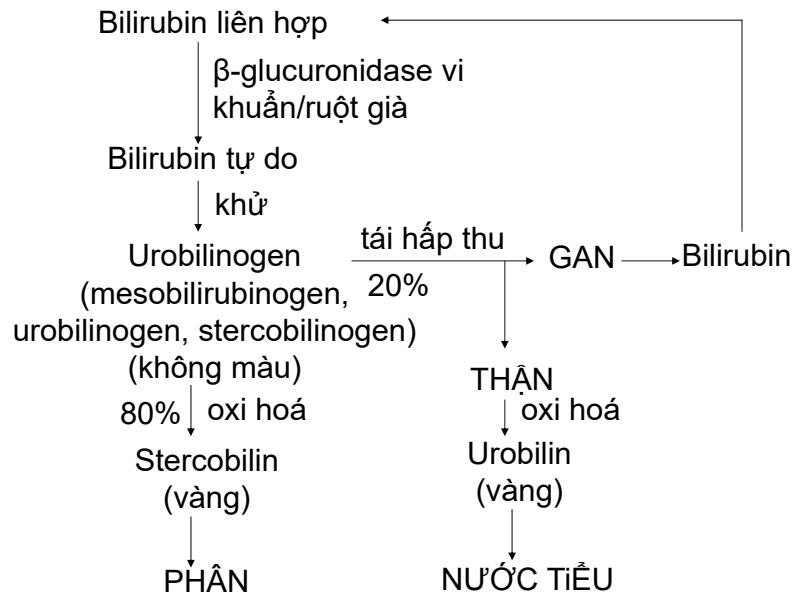 Bilirubin liên hợp
β-glucuronidase vi
khuẩn/ruột già
Bilirubin tự do
khử
Urobilinogen
(mesobilirubinogen,
urobilinogen, stercobilinogen)
(không màu)
tái hấp thu
20%
GAN
Bilirubin
80%
oxi hoá
Stercobilin
(vàng)
PHÂN
THẬN
oxi hoá
Urobilin
(vàng)
NƯỚC TiỂU